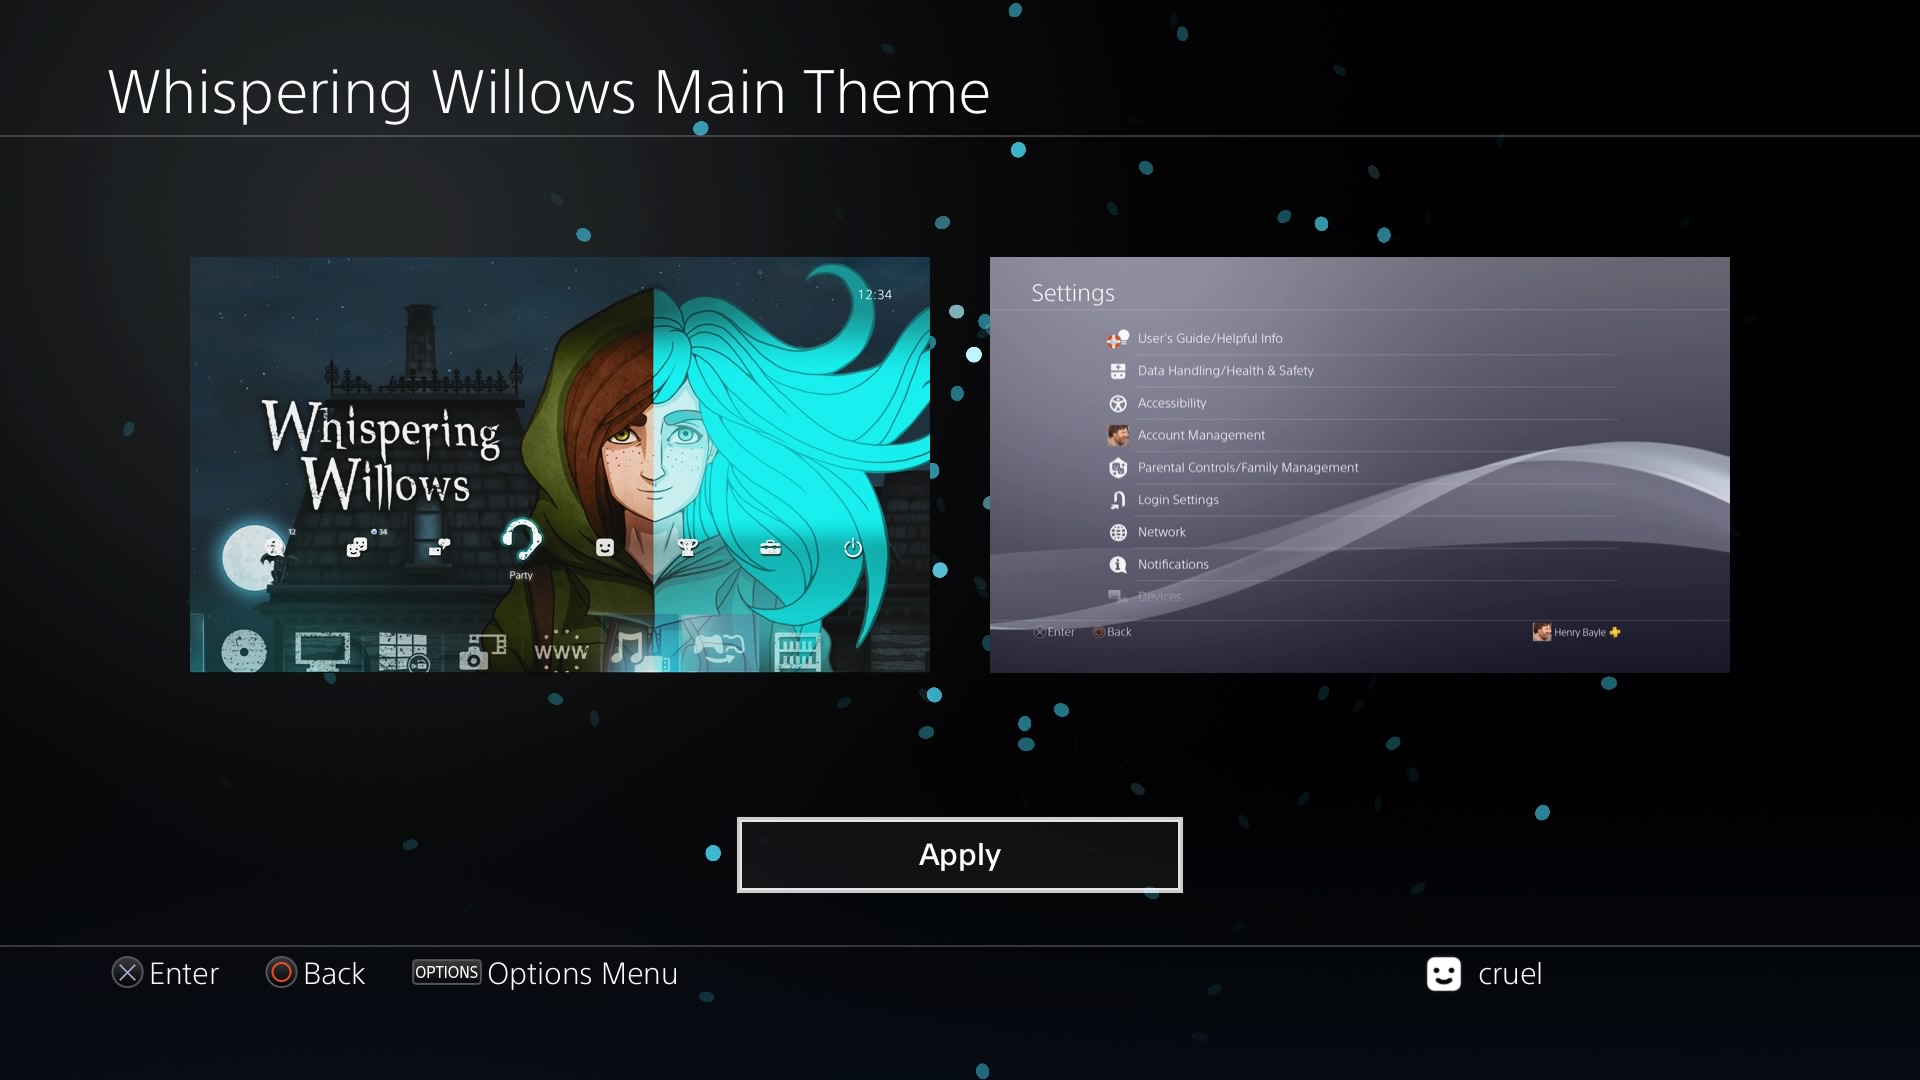 Whispering Willows Main Theme
12:34
Whispering
Willows
12
34
Party
WWW
Settings
User's Guide/Helpful Info
Data Handling/Health & Safety
Accessibility
Account Management
Parental Controls/Family Management
Login Settings
Network
Notifications
Devices
Enter Back Henry Bayle
Apply
Enter Back OPTIONS Options Menu cruel